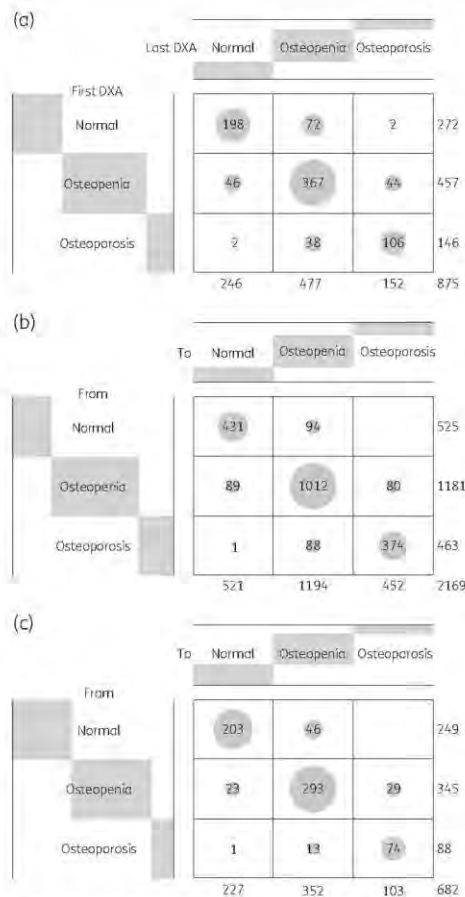 (a)
Last DXA Normal Osteopenia Osteoporosis
First DXA
Normal 198 72 2 272
Osteopenia 46 367 44 457
Osteoporosis 2 38 106 146
246 477 152 875
(b)
To Normal Osteopenia Osteoporosis
From
Normal 431 94 525
Osteopenia 89 1012 80 1181
Osteoporosis 1 88 374 463
521 1194 452 2169
(c)
To Normal Osteopenia Osteoporosis
From
Normal 203 46 249
Osteopenia 23 293 29 345
Osteoporosis 1 13 74 88
227 352 103 682